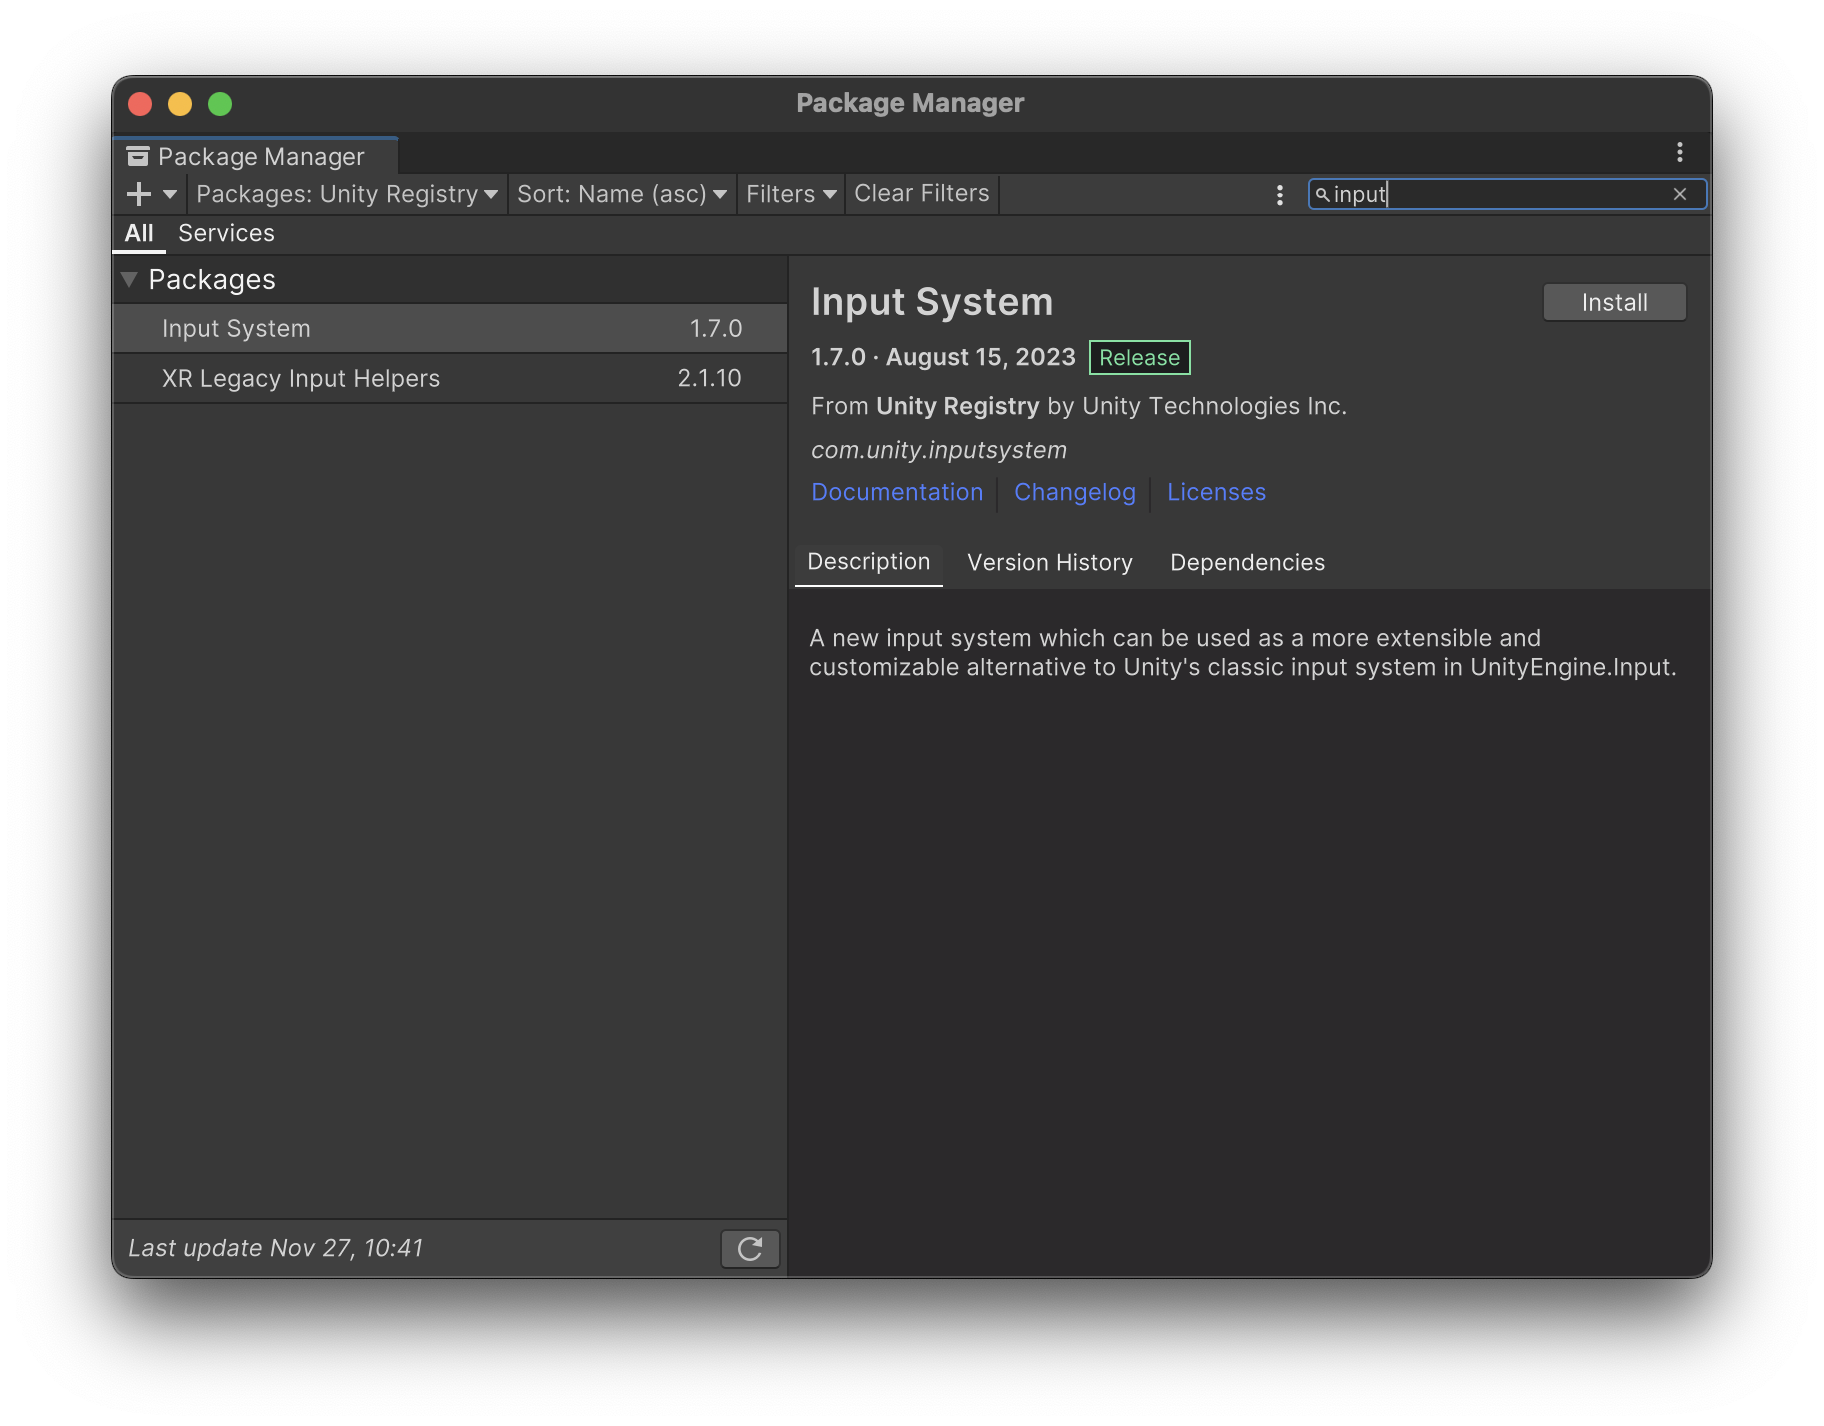 Package Manager
Package Manager
Packages: Unity Registry Sort: Name (asc) Filters Clear Filters input
All Services
Packages
Input System 1.7.0
XR Legacy Input Helpers 2.1.10
Last update Nov 27, 10:41
Input System Install
1.7.0 · August 15, 2023 Release
From Unity Registry by Unity Technologies Inc.
com.unity.inputsystem
Documentation Changelog Licenses
Description Version History Dependencies
A new input system which can be used as a more extensible and
customizable alternative to Unity's classic input system in UnityEngine.Input.